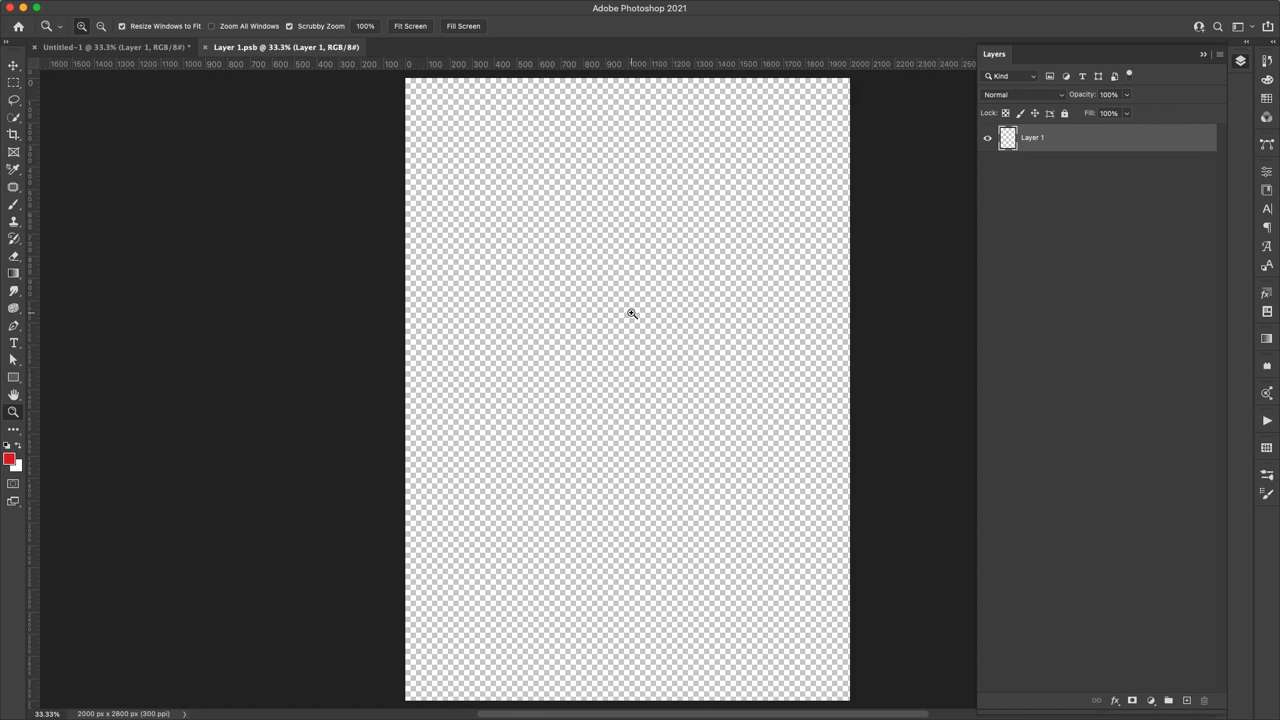 Adobe Photoshop 2021
Resize Windows to Fit Zoom All Windows Scrubby Zoom 100% Fit Screen Fill Screen
Untitled-1 @ 33.3% (Layer 1, RGB/8#) * Layer 1.psb @ 33.3% (Layer 1, RGB/8#)
1600 1500 1400 1300 1200 1100 1000 900 800 700 600 500 400 300 200 100 0 100 200 300 400 500 600 700 800 900 1000 1100 1200 1300 1400 1500 1600 1700 1800 1900 2000 2100 2200 2300 2400
Layers
Kind
Normal Opacity: 100%
Lock: Fill: 100%
Layer 1
33.33% 2000 px x 2800 px (300 ppi)